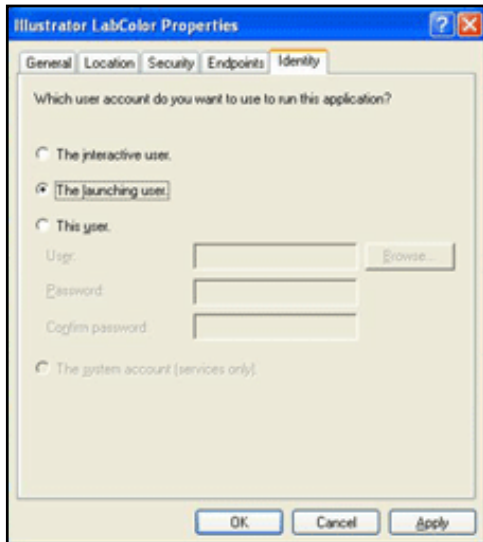 Illustrator LabColor Properties
General Location Security Endpoints Identity
Which user account do you want to use to run this application?
The interactive user.
The launching user.
This user.
User:
Browse...
Password:
Confirm password:
The system account (services only).
OK Cancel Apply